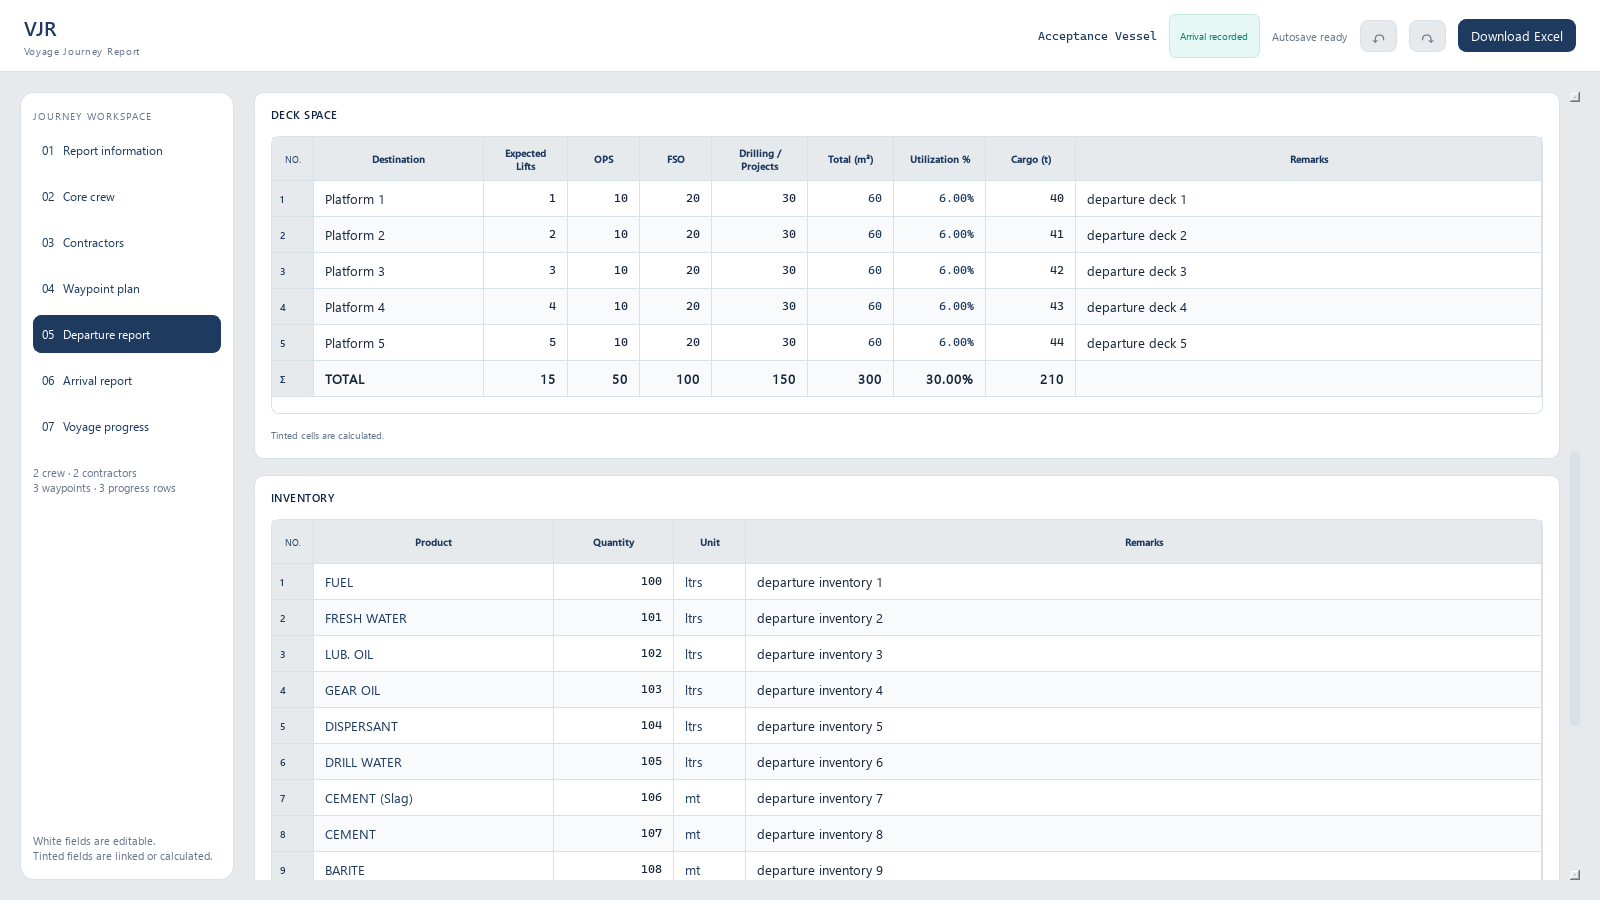 VJR
Voyage Journey Report
Acceptance Vessel
Arrival recorded
Autosave ready
Download Excel
JOURNEY WORKSPACE
01 Report information
02 Core crew
03 Contractors
04 Waypoint plan
05 Departure report
06 Arrival report
07 Voyage progress
2 crew · 2 contractors
3 waypoints · 3 progress rows
White fields are editable.
Tinted fields are linked or calculated.
DECK SPACE
NO. Destination Expected Lifts OPS FSO Drilling / Projects Total (m²) Utilization % Cargo (t) Remarks
1 Platform 1 1 10 20 30 60 6.00% 40 departure deck 1
2 Platform 2 2 10 20 30 60 6.00% 41 departure deck 2
3 Platform 3 3 10 20 30 60 6.00% 42 departure deck 3
4 Platform 4 4 10 20 30 60 6.00% 43 departure deck 4
5 Platform 5 5 10 20 30 60 6.00% 44 departure deck 5
Σ TOTAL 15 50 100 150 300 30.00% 210
Tinted cells are calculated.
INVENTORY
NO. Product Quantity Unit Remarks
1 FUEL 100 ltrs departure inventory 1
2 FRESH WATER 101 ltrs departure inventory 2
3 LUB. OIL 102 ltrs departure inventory 3
4 GEAR OIL 103 ltrs departure inventory 4
5 DISPERSANT 104 ltrs departure inventory 5
6 DRILL WATER 105 ltrs departure inventory 6
7 CEMENT (Slag) 106 mt departure inventory 7
8 CEMENT 107 mt departure inventory 8
9 BARITE 108 mt departure inventory 9